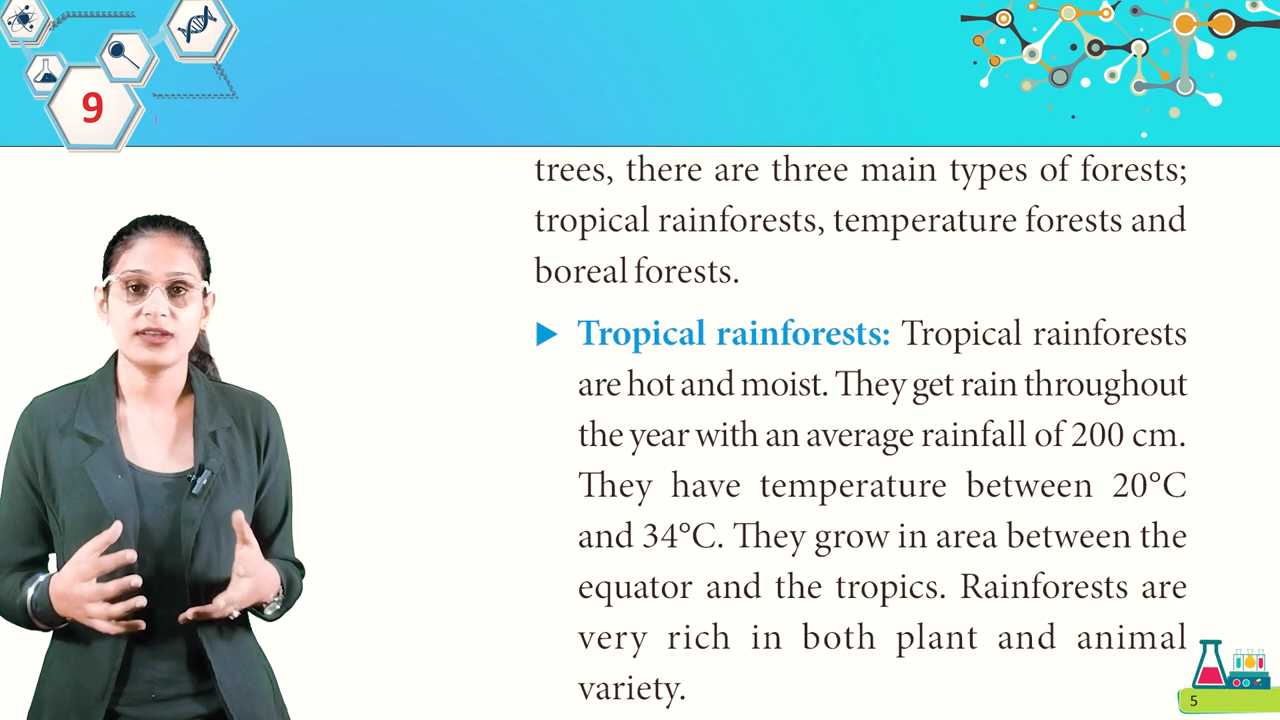 9
trees, there are three main types of forests;
tropical rainforests, temperature forests and
boreal forests.
▶ Tropical rainforests: Tropical rainforests
are hot and moist. They get rain throughout
the year with an average rainfall of 200 cm.
They have temperature between 20°C
and 34°C. They grow in area between the
equator and the tropics. Rainforests are
very rich in both plant and animal
variety.
5